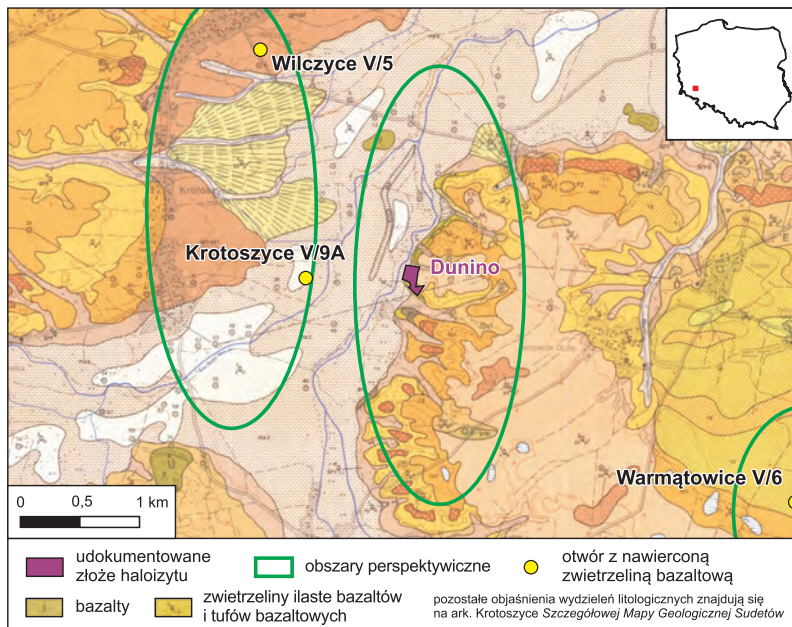 Wilczyce V/5
Krotoszyce V/9A
Dunino
Warmątowice V/6
0 0,5 1 km
udokumentowane
złoże haloizytu
obszary perspektywiczne
otwór z nawierconą
zwietrzeliną bazaltową
bazalty
zwietrzeliny ilaste bazaltów
i tufów bazaltowych
pozostałe objaśnienia wydzieleń litologicznych znajdują się
na ark. Krotoszyce Szczegółowej Mapy Geologicznej Sudetów